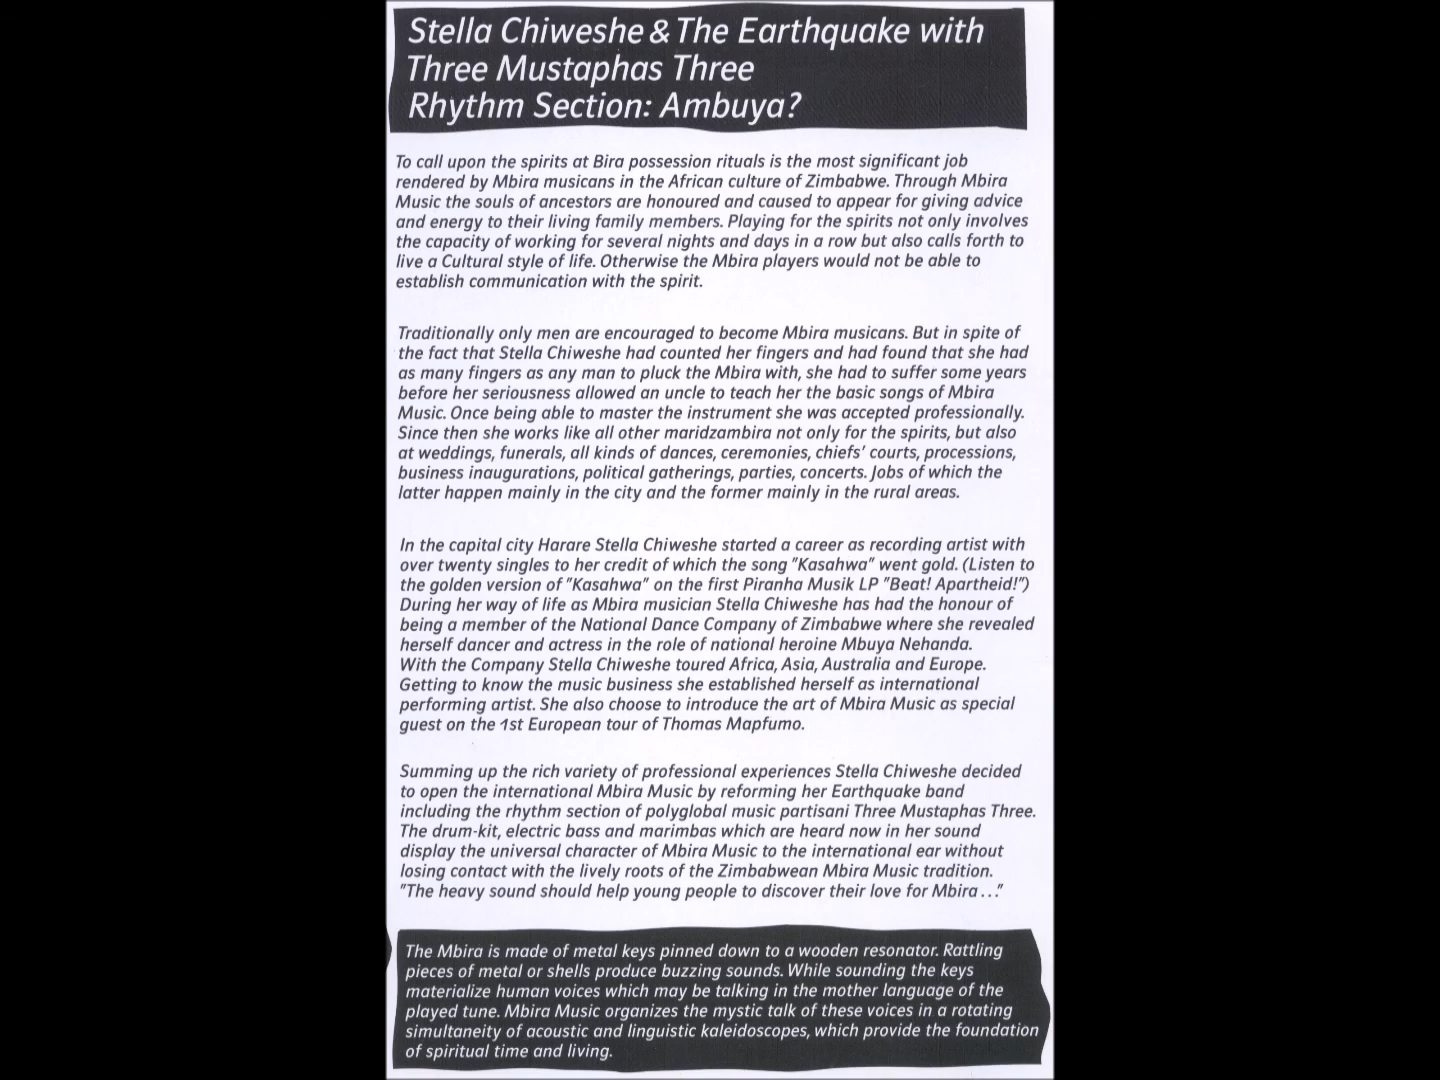 Stella Chiweshe & The Earthquake with
Three Mustaphas Three
Rhythm Section: Ambuya?
To call upon the spirits at Bira possession rituals is the most significant job
rendered by Mbira musicans in the African culture of Zimbabwe. Through Mbira
Music the souls of ancestors are honoured and caused to appear for giving advice
and energy to their living family members. Playing for the spirits not only involves
the capacity of working for several nights and days in a row but also calls forth to
live a Cultural style of life. Otherwise the Mbira players would not be able to
establish communication with the spirit.
Traditionally only men are encouraged to become Mbira musicans. But in spite of
the fact that Stella Chiweshe had counted her fingers and had found that she had
as many fingers as any man to pluck the Mbira with, she had to suffer some years
before her seriousness allowed an uncle to teach her the basic songs of Mbira
Music. Once being able to master the instrument she was accepted professionally.
Since then she works like all other maridzambira not only for the spirits, but also
at weddings, funerals, all kinds of dances, ceremonies, chiefs' courts, processions,
business inaugurations, political gatherings, parties, concerts. Jobs of which the
latter happen mainly in the city and the former mainly in the rural areas.
In the capital city Harare Stella Chiweshe started a career as recording artist with
over twenty singles to her credit of which the song "Kasahwa" went gold. (Listen to
the golden version of "Kasahwa" on the first Piranha Musik LP "Beat! Apartheid!")
During her way of life as Mbira musician Stella Chiweshe has had the honour of
being a member of the National Dance Company of Zimbabwe where she revealed
herself dancer and actress in the role of national heroine Mbuya Nehanda.
With the Company Stella Chiweshe toured Africa, Asia, Australia and Europe.
Getting to know the music business she established herself as international
performing artist. She also choose to introduce the art of Mbira Music as special
guest on the 1st European tour of Thomas Mapfumo.
Summing up the rich variety of professional experiences Stella Chiweshe decided
to open the international Mbira Music by reforming her Earthquake band
including the rhythm section of polyglobal music partisani Three Mustaphas Three.
The drum-kit, electric bass and marimbas which are heard now in her sound
display the universal character of Mbira Music to the international ear without
losing contact with the lively roots of the Zimbabwean Mbira Music tradition.
"The heavy sound should help young people to discover their love for Mbira . . ."
The Mbira is made of metal keys pinned down to a wooden resonator. Rattling
pieces of metal or shells produce buzzing sounds. While sounding the keys
materialize human voices which may be talking in the mother language of the
played tune. Mbira Music organizes the mystic talk of these voices in a rotating
simultaneity of acoustic and linguistic kaleidoscopes, which provide the foundation
of spiritual time and living.